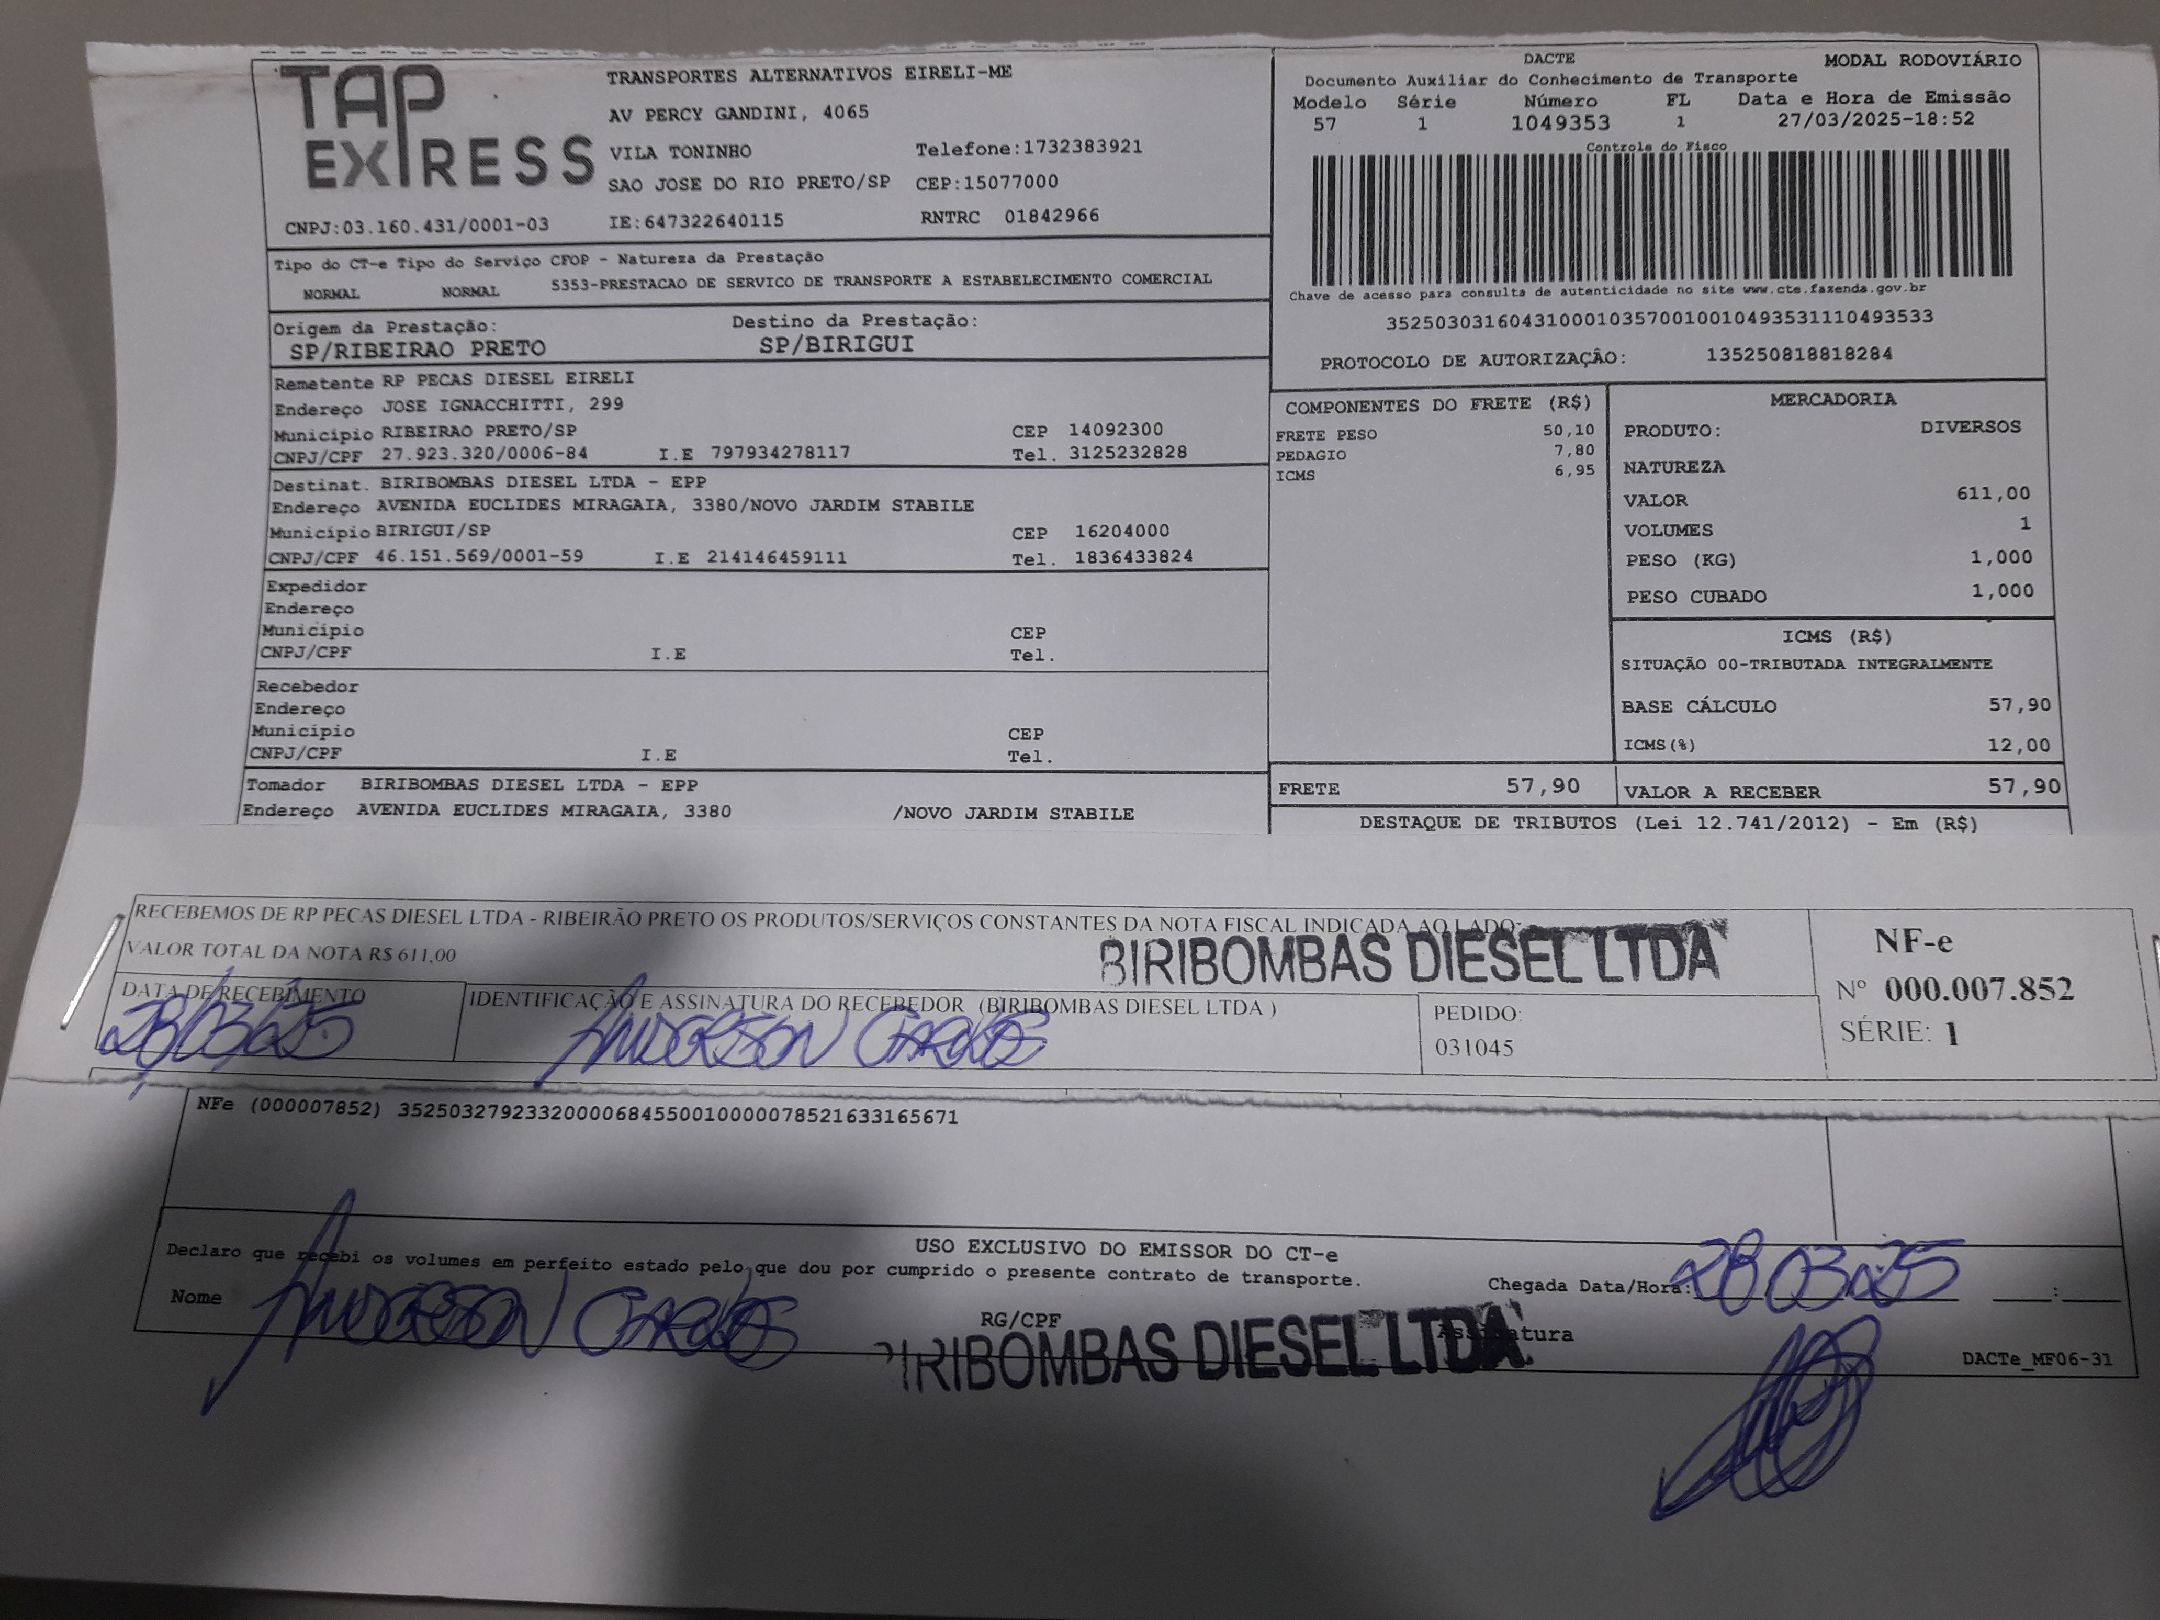 TAP EXPRESS
TRANSPORTES ALTERNATIVOS EIRELI-ME
AV PERCY GANDINI, 4065
VILA TONINHO Telefone:1732383921
SAO JOSE DO RIO PRETO/SP CEP:15077000
CNPJ:03.160.431/0001-03 IE:647322640115 RNTRC 01842966
DACTE MODAL RODOVIÁRIO
Documento Auxiliar do Conhecimento de Transporte
Modelo Série Número FL Data e Hora de Emissão
57 1 1049353 1 27/03/2025-18:52
Controle do Fisco
Chave de acesso para consulta de autenticidade no site www.cte.fazenda.gov.br
35250303160431000103570010010493531110493533
PROTOCOLO DE AUTORIZAÇÃO: 135250818818284
Tipo do CT-e Tipo do Serviço CFOP - Natureza da Prestação
NORMAL NORMAL 5353-PRESTACAO DE SERVICO DE TRANSPORTE A ESTABELECIMENTO COMERCIAL
Origem da Prestação: Destino da Prestação:
SP/RIBEIRAO PRETO SP/BIRIGUI
Remetente RP PECAS DIESEL EIRELI
Endereço JOSE IGNACCHITTI, 299
Município RIBEIRAO PRETO/SP CEP 14092300
CNPJ/CPF 27.923.320/0006-84 I.E 797934278117 Tel. 3125232828
Destinat. BIRIBOMBAS DIESEL LTDA - EPP
Endereço AVENIDA EUCLIDES MIRAGAIA, 3380/NOVO JARDIM STABILE
Município BIRIGUI/SP CEP 16204000
CNPJ/CPF 46.151.569/0001-59 I.E 214146459111 Tel. 1836433824
Expedidor
Endereço
Município CEP
CNPJ/CPF I.E Tel.
Recebedor
Endereço
Município CEP
CNPJ/CPF I.E Tel.
Tomador BIRIBOMBAS DIESEL LTDA - EPP
Endereço AVENIDA EUCLIDES MIRAGAIA, 3380 /NOVO JARDIM STABILE
COMPONENTES DO FRETE (R$)
FRETE PESO 50,10
PEDAGIO 7,80
ICMS 6,95
FRETE 57,90
MERCADORIA
PRODUTO: DIVERSOS
NATUREZA
VALOR 611,00
VOLUMES 1
PESO (KG) 1,000
PESO CUBADO 1,000
ICMS (R$)
SITUAÇÃO 00-TRIBUTADA INTEGRALMENTE
BASE CÁLCULO 57,90
ICMS(%) 12,00
VALOR A RECEBER 57,90
DESTAQUE DE TRIBUTOS (Lei 12.741/2012) - Em (R$)
RECEBEMOS DE RP PECAS DIESEL LTDA - RIBEIRÃO PRETO OS PRODUTOS/SERVIÇOS CONSTANTES DA NOTA FISCAL INDICADA AO LADO
VALOR TOTAL DA NOTA R$ 611,00
BIRIBOMBAS DIESEL LTDA
DATA DE RECEBIMENTO
28/03/25
IDENTIFICAÇÃO E ASSINATURA DO RECEBEDOR (BIRIBOMBAS DIESEL LTDA )
ANDERSON CARLOS
PEDIDO:
031045
NF-e
Nº 000.007.852
SÉRIE: 1
NFe (000007852) 35250327923320000684550010000078521633165671
USO EXCLUSIVO DO EMISSOR DO CT-e
Declaro que recebi os volumes em perfeito estado pelo que dou por cumprido o presente contrato de transporte.
Chegada Data/Hora: 28 03 25 :
Nome ANDERSON CARLOS
RG/CPF
Assinatura
BIRIBOMBAS DIESEL LTDA
DACTe_MF06-31